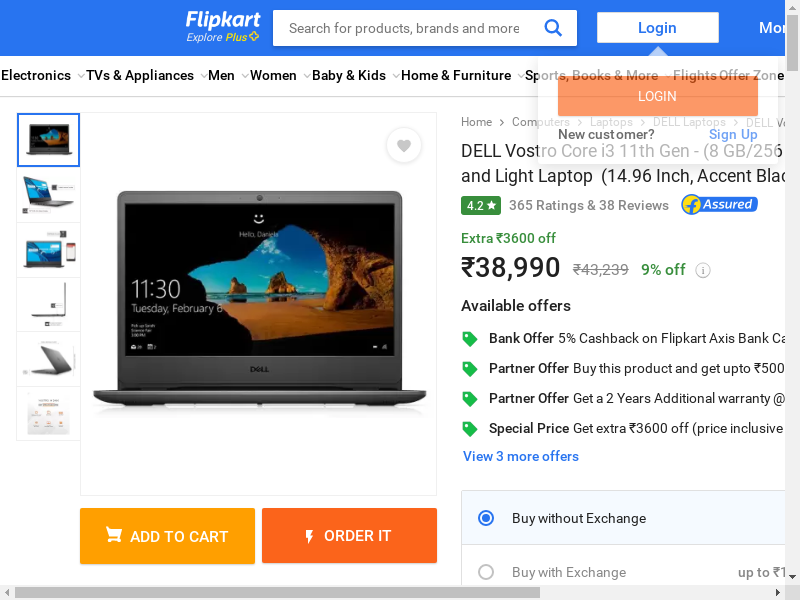 Flipkart
Explore Plus
Search for products, brands and more
Login
Electronics
TVs & Appliances
Men
Women
Baby & Kids
Home & Furniture
Sports, Books & More
Flights
Offer Zone
LOGIN
New customer?
Sign Up
Home
Computers
Laptops
DELL Laptops
DELL
DELL Vostro Core i3 11th Gen - (8 GB/256
and Light Laptop (14.96 Inch, Accent
4.2
365 Ratings & 38 Reviews
Assured
Extra ₹3600 off
₹38,990
₹43,239
9% off
Available offers
Bank Offer 5% Cashback on Flipkart Axis Bank
Partner Offer Buy this product and get upto ₹500
Partner Offer Get a 2 Years Additional warranty @
Special Price Get extra ₹3600 off (price inclusive
View 3 more offers
Hello, Daniela
11:30
Tuesday, February 6
DELL
ADD TO CART
ORDER IT
Buy without Exchange
Buy with Exchange
up to